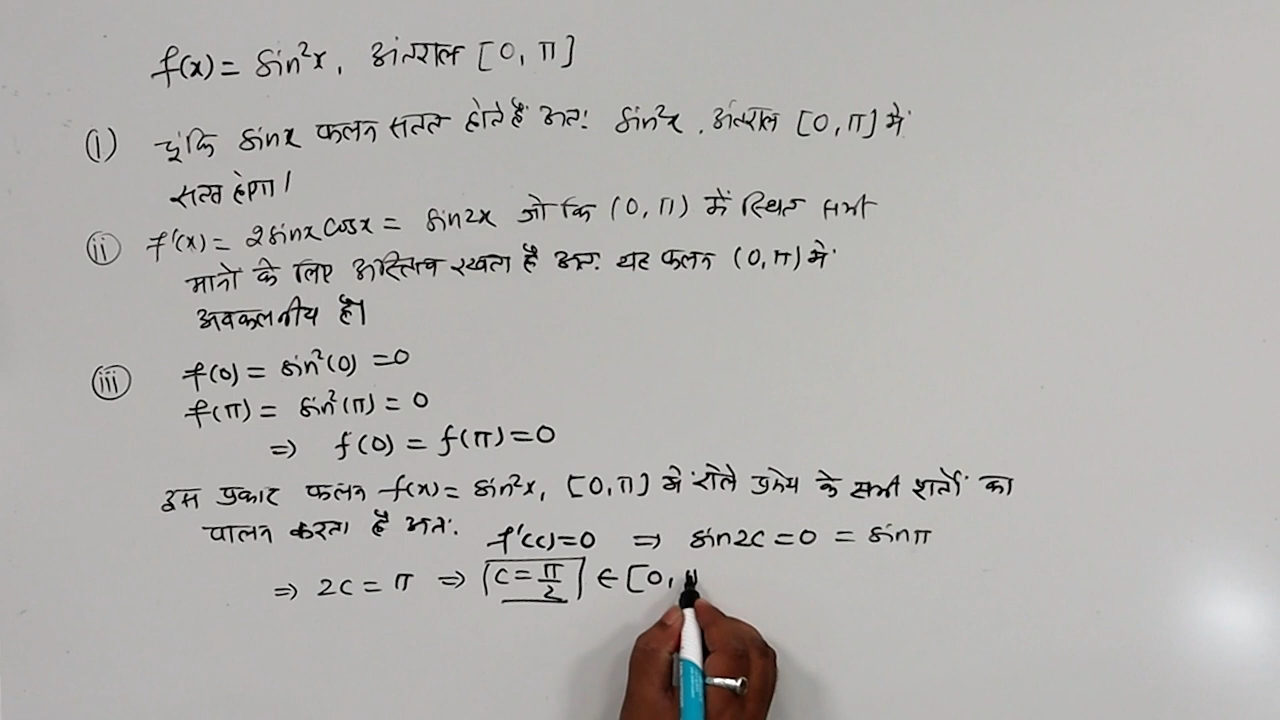 f(x) = sin²x, अंतराल [0, π]
(i) चूंकि sinx फलन सतत होते हैं अतः sin²x, अंतराल [0, π] में
सतत होगा।
(ii) f'(x) = 2sinx cosx = sin2x जो कि (0, π) में स्थित सभी
मानों के लिए अस्तित्व रखता है अतः यह फलन (0, π) में
अवकलनीय है।
(iii) f(0) = sin²(0) = 0
f(π) = sin²(π) = 0
⇒ f(0) = f(π) = 0
इस प्रकार फलन f(x) = sin²x, [0, π] में रोले प्रमेय के सभी शर्तों का
पालन करता है अतः f'(c) = 0 ⇒ sin2c = 0 = sinπ
⇒ 2c = π ⇒ c = π/2 ∈ [0,